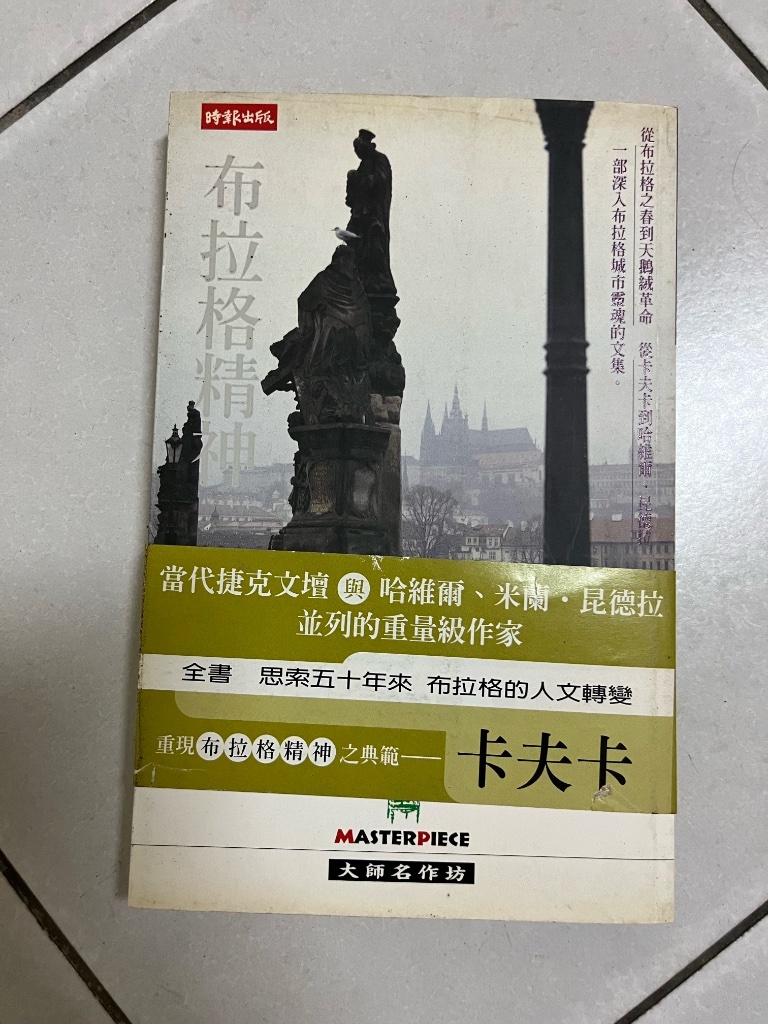 時報出版
布拉格精神
從布拉格之春到天鵝絨革命 從卡夫卡到哈維爾・昆德拉
一部深入布拉格城市靈魂的文集。
當代捷克文壇與哈維爾、米蘭・昆德拉
並列的重量級作家
全書 思索五十年來 布拉格的人文轉變
重現布拉格精神之典範——卡夫卡
MASTERPIECE
大師名作坊